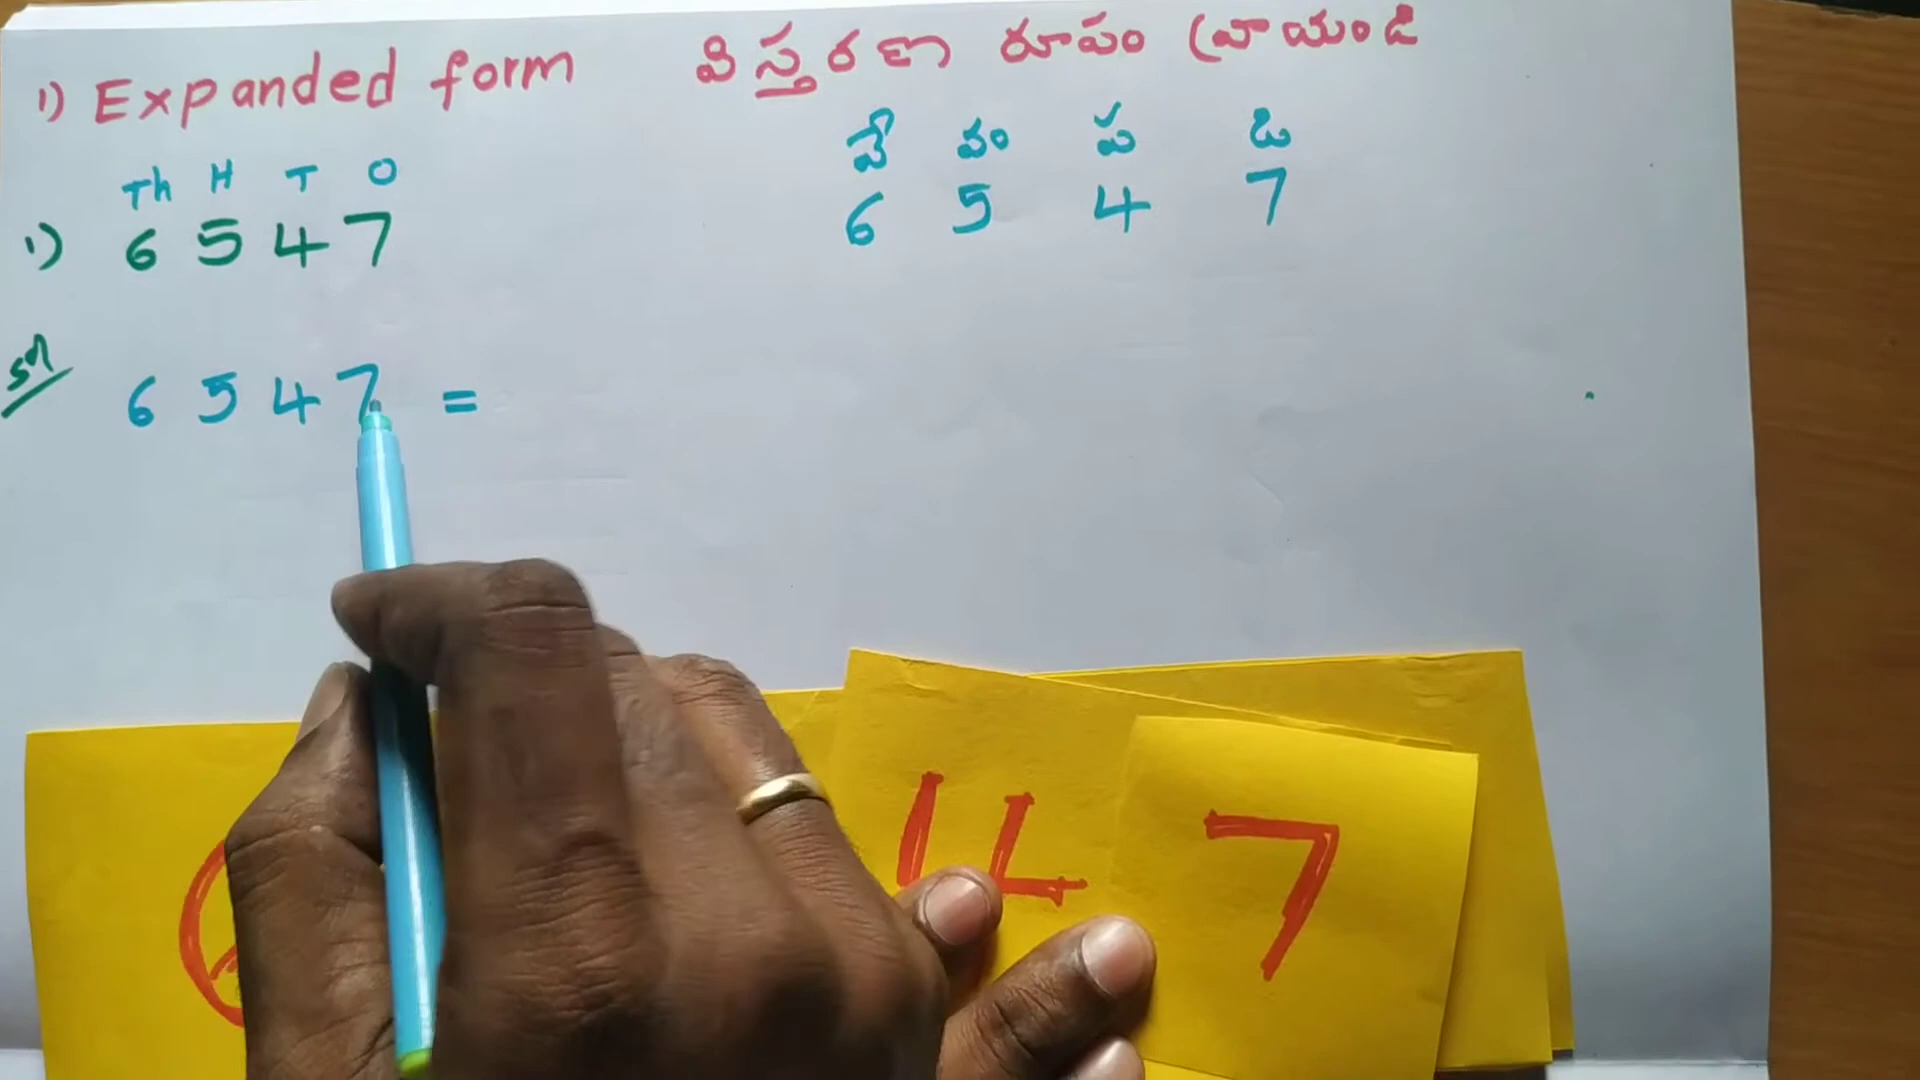 1) Expanded form విస్తరణ రూపం వ్రాయండి
Th H T O వే వం ప ఓ
1) 6 5 4 7 6 5 4 7
Sol 6 5 4 7 =
4 7